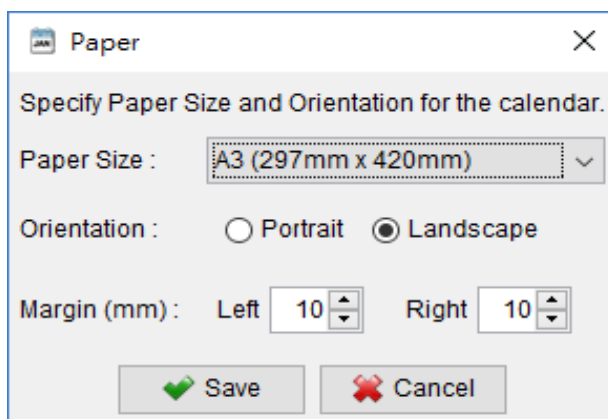 JAN
Paper
Specify Paper Size and Orientation for the calendar.
Paper Size :
A3 (297mm x 420mm)
Orientation :
Portrait
Landscape
Margin (mm) :
Left
10
Right
10
Save
Cancel